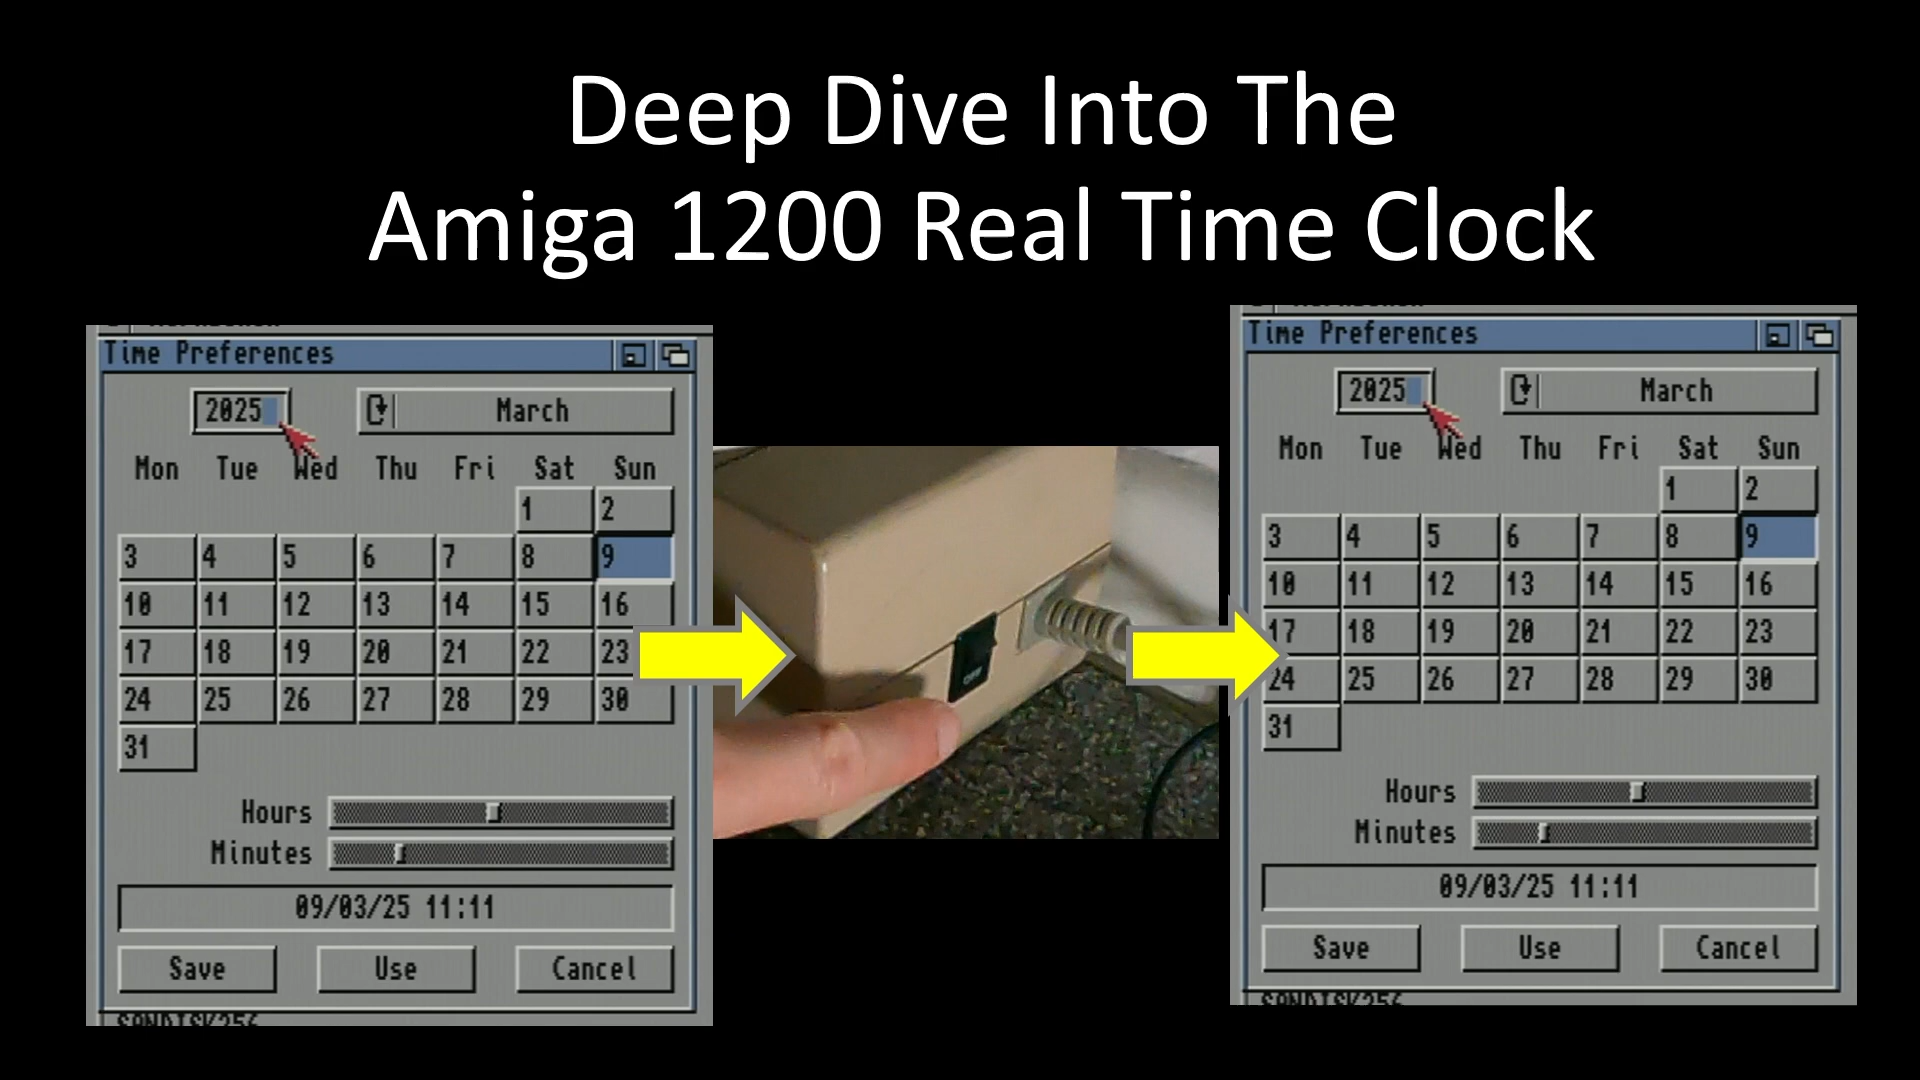 Deep Dive Into The
Amiga 1200 Real Time Clock
Time Preferences
2025 March
Mon Tue Wed Thu Fri Sat Sun
1 2
3 4 5 6 7 8 9
10 11 12 13 14 15 16
17 18 19 20 21 22 23
24 25 26 27 28 29 30
31
Hours
Minutes
09/03/25 11:11
Save Use Cancel
OFF
Time Preferences
2025 March
Mon Tue Wed Thu Fri Sat Sun
1 2
3 4 5 6 7 8 9
10 11 12 13 14 15 16
17 18 19 20 21 22 23
24 25 26 27 28 29 30
31
Hours
Minutes
09/03/25 11:11
Save Use Cancel